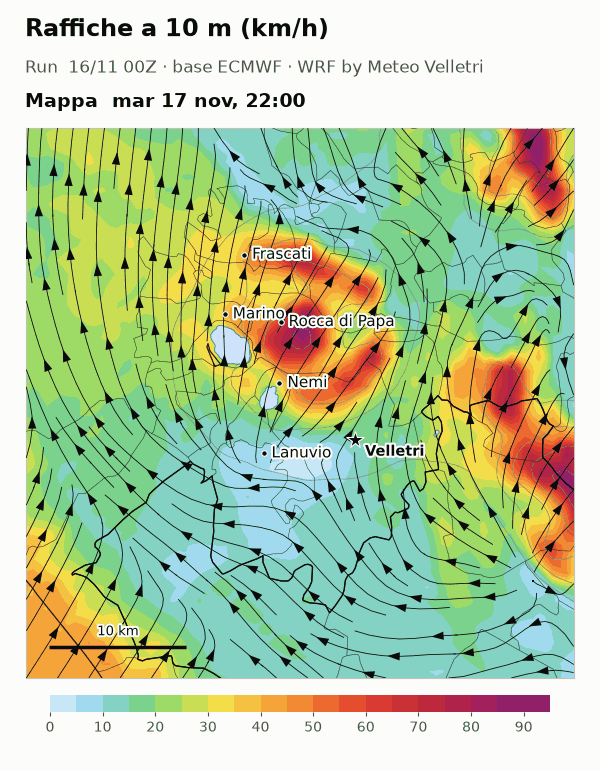 Raffiche a 10 m (km/h)
Run  16/11 00Z · base ECMWF · WRF by Meteo Velletri
Mappa  mar 17 nov, 22:00
Frascati
Marino
Rocca di Papa
Nemi
Velletri
Lanuvio
10 km
0 10 20 30 40 50 60 70 80 90